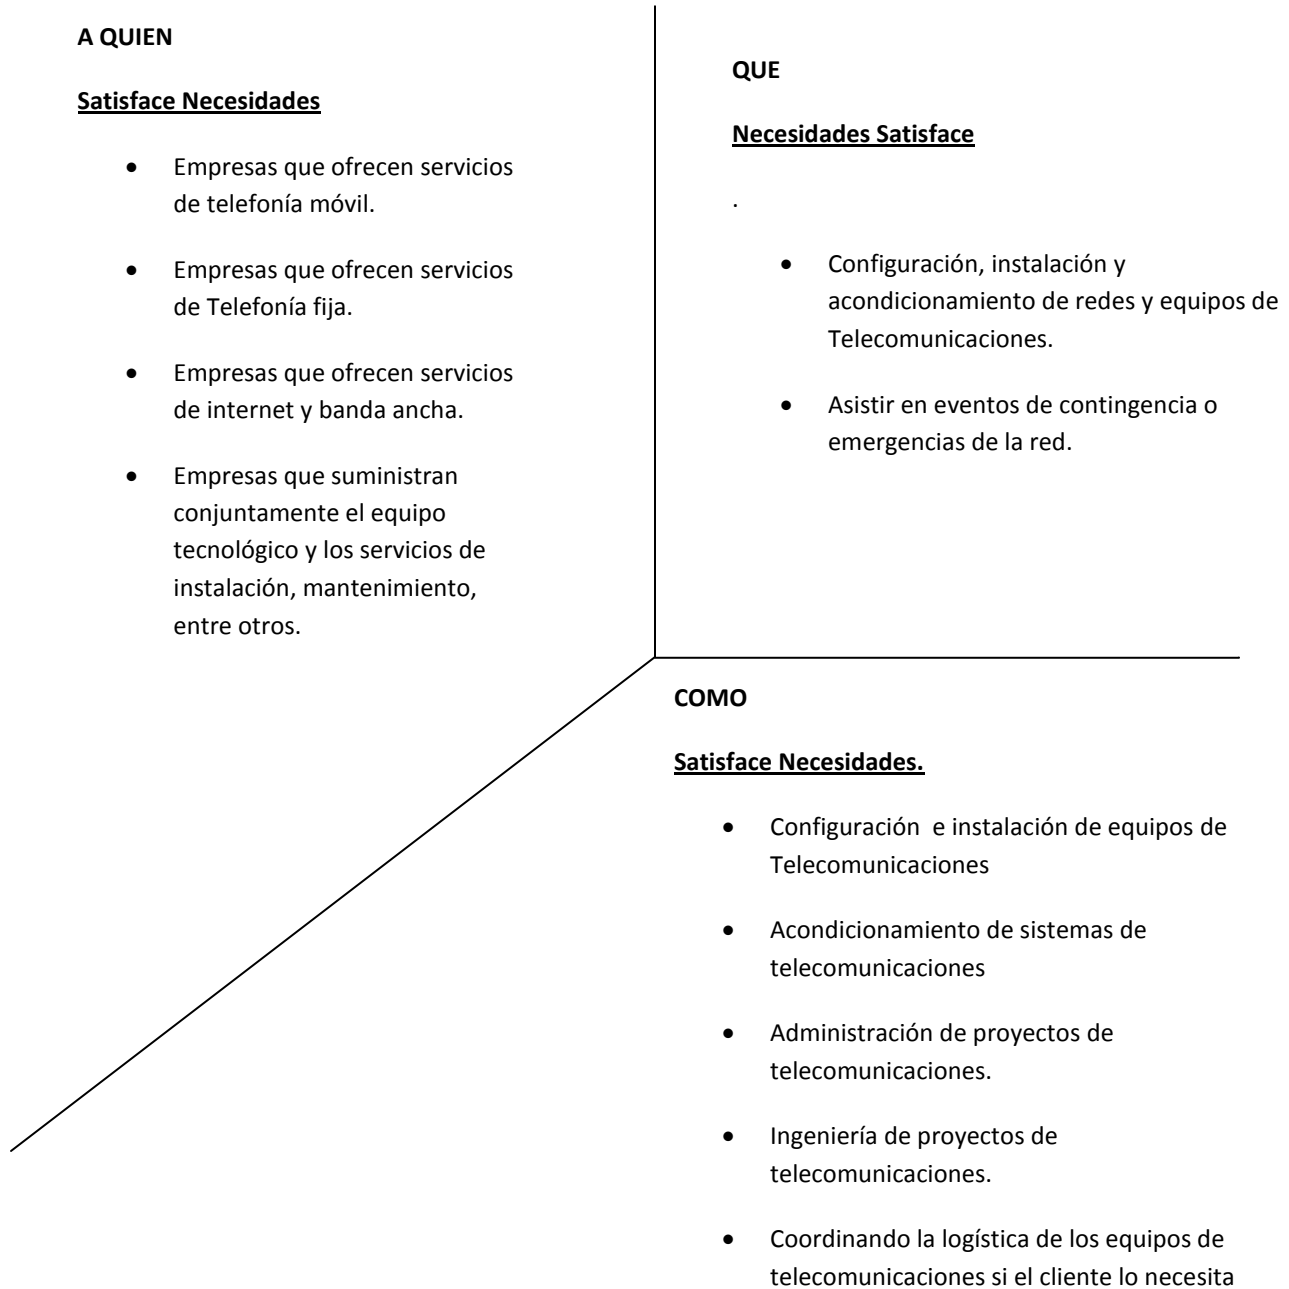 A QUIEN
Satisface Necesidades
• Empresas que ofrecen servicios
de telefonía móvil.
• Empresas que ofrecen servicios
de Telefonía fija.
• Empresas que ofrecen servicios
de internet y banda ancha.
• Empresas que suministran
conjuntamente el equipo
tecnológico y los servicios de
instalación, mantenimiento,
entre otros.
QUE
Necesidades Satisface
.
• Configuración, instalación y
acondicionamiento de redes y equipos de
Telecomunicaciones.
• Asistir en eventos de contingencia o
emergencias de la red.
COMO
Satisface Necesidades.
• Configuración  e instalación de equipos de
Telecomunicaciones
• Acondicionamiento de sistemas de
telecomunicaciones
• Administración de proyectos de
telecomunicaciones.
• Ingeniería de proyectos de
telecomunicaciones.
• Coordinando la logística de los equipos de
telecomunicaciones si el cliente lo necesita